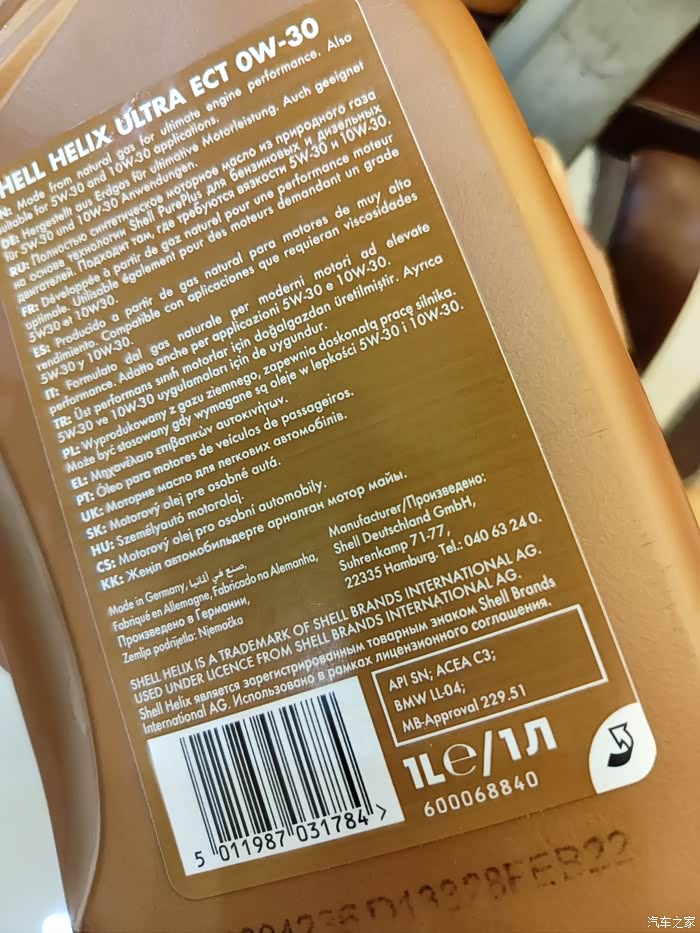 HELL HELIX ULTRA ECT 0W-30
EN: Made from natural gas for ultimate engine performance. Also
suitable for 5W-30 and 10W-30 applications.
DE: Hergestellt aus Erdgas für ultimative Motorleistung. Auch geeignet
für 5W-30 und 10W-30 Anwendungen.
RU: Полностью синтетическое моторное масло из природного газа
на основе технологии Shell PurePlus для бензиновых и дизельных
двигателей. Подходит там, где требуются вязкости 5W-30 и 10W-30.
FR: Développée à partir de gaz naturel pour une performance moteur
optimale. Utilisable également pour des moteurs demandant un grade
5W-30 et 10W-30.
ES: Producido a partir de gas natural para motores de muy alto
rendimiento. Compatible con aplicaciones que requieran viscosidades
5W-30 y 10W-30.
IT: Formulato dal gas naturale per moderni motori ad elevate
performance. Adatto anche per applicazioni 5W-30 e 10W-30.
TR: Üst performans sınıfı motorlar için doğalgazdan üretilmiştir. Ayrıca
5W-30 ve 10W-30 uygulamaları için de uygundur.
PL: Wyprodukowany z gazu ziemnego, zapewnia doskonałą pracę silnika.
Może być stosowany gdy wymagane są oleje w lepkości 5W-30 i 10W-30.
EL: Μηχανέλαιο επιβατικών αυτοκινήτων.
PT: Óleo para motores de veículos de passageiros.
UK: Моторне масло для легкових автомобінів.
SK: Motorový olej pre osobné autá.
HU: Személyautó motorolaj.
CS: Motorový olej pro osobní automobily.
KK: Жеңіл автомобильдерге арналған мотор майы.
Made in Germany, صنع في ألمانيا,
Fabriqué en Allemagne, Fabricado na Alemanha,
Произведено в Германии,
Zemlja podrijetla: Njemačka
Manufacturer/Произведено:
Shell Deutschland GmbH,
Suhrenkamp 71-77,
22335 Hamburg, Tel.: 040 63 24 0.
SHELL HELIX IS A TRADEMARK OF SHELL BRANDS INTERNATIONAL AG.
USED UNDER LICENCE FROM SHELL BRANDS INTERNATIONAL AG.
Shell Helix является зарегистрированным товарным знаком Shell Brands
International AG. Использовано в рамках лицензионного соглашения.
API SN; ACEA C3;
BMW LL-04;
MB-Approval 229.51
1L e/1Л
600068840
5 011987 031784 >
汽车之家